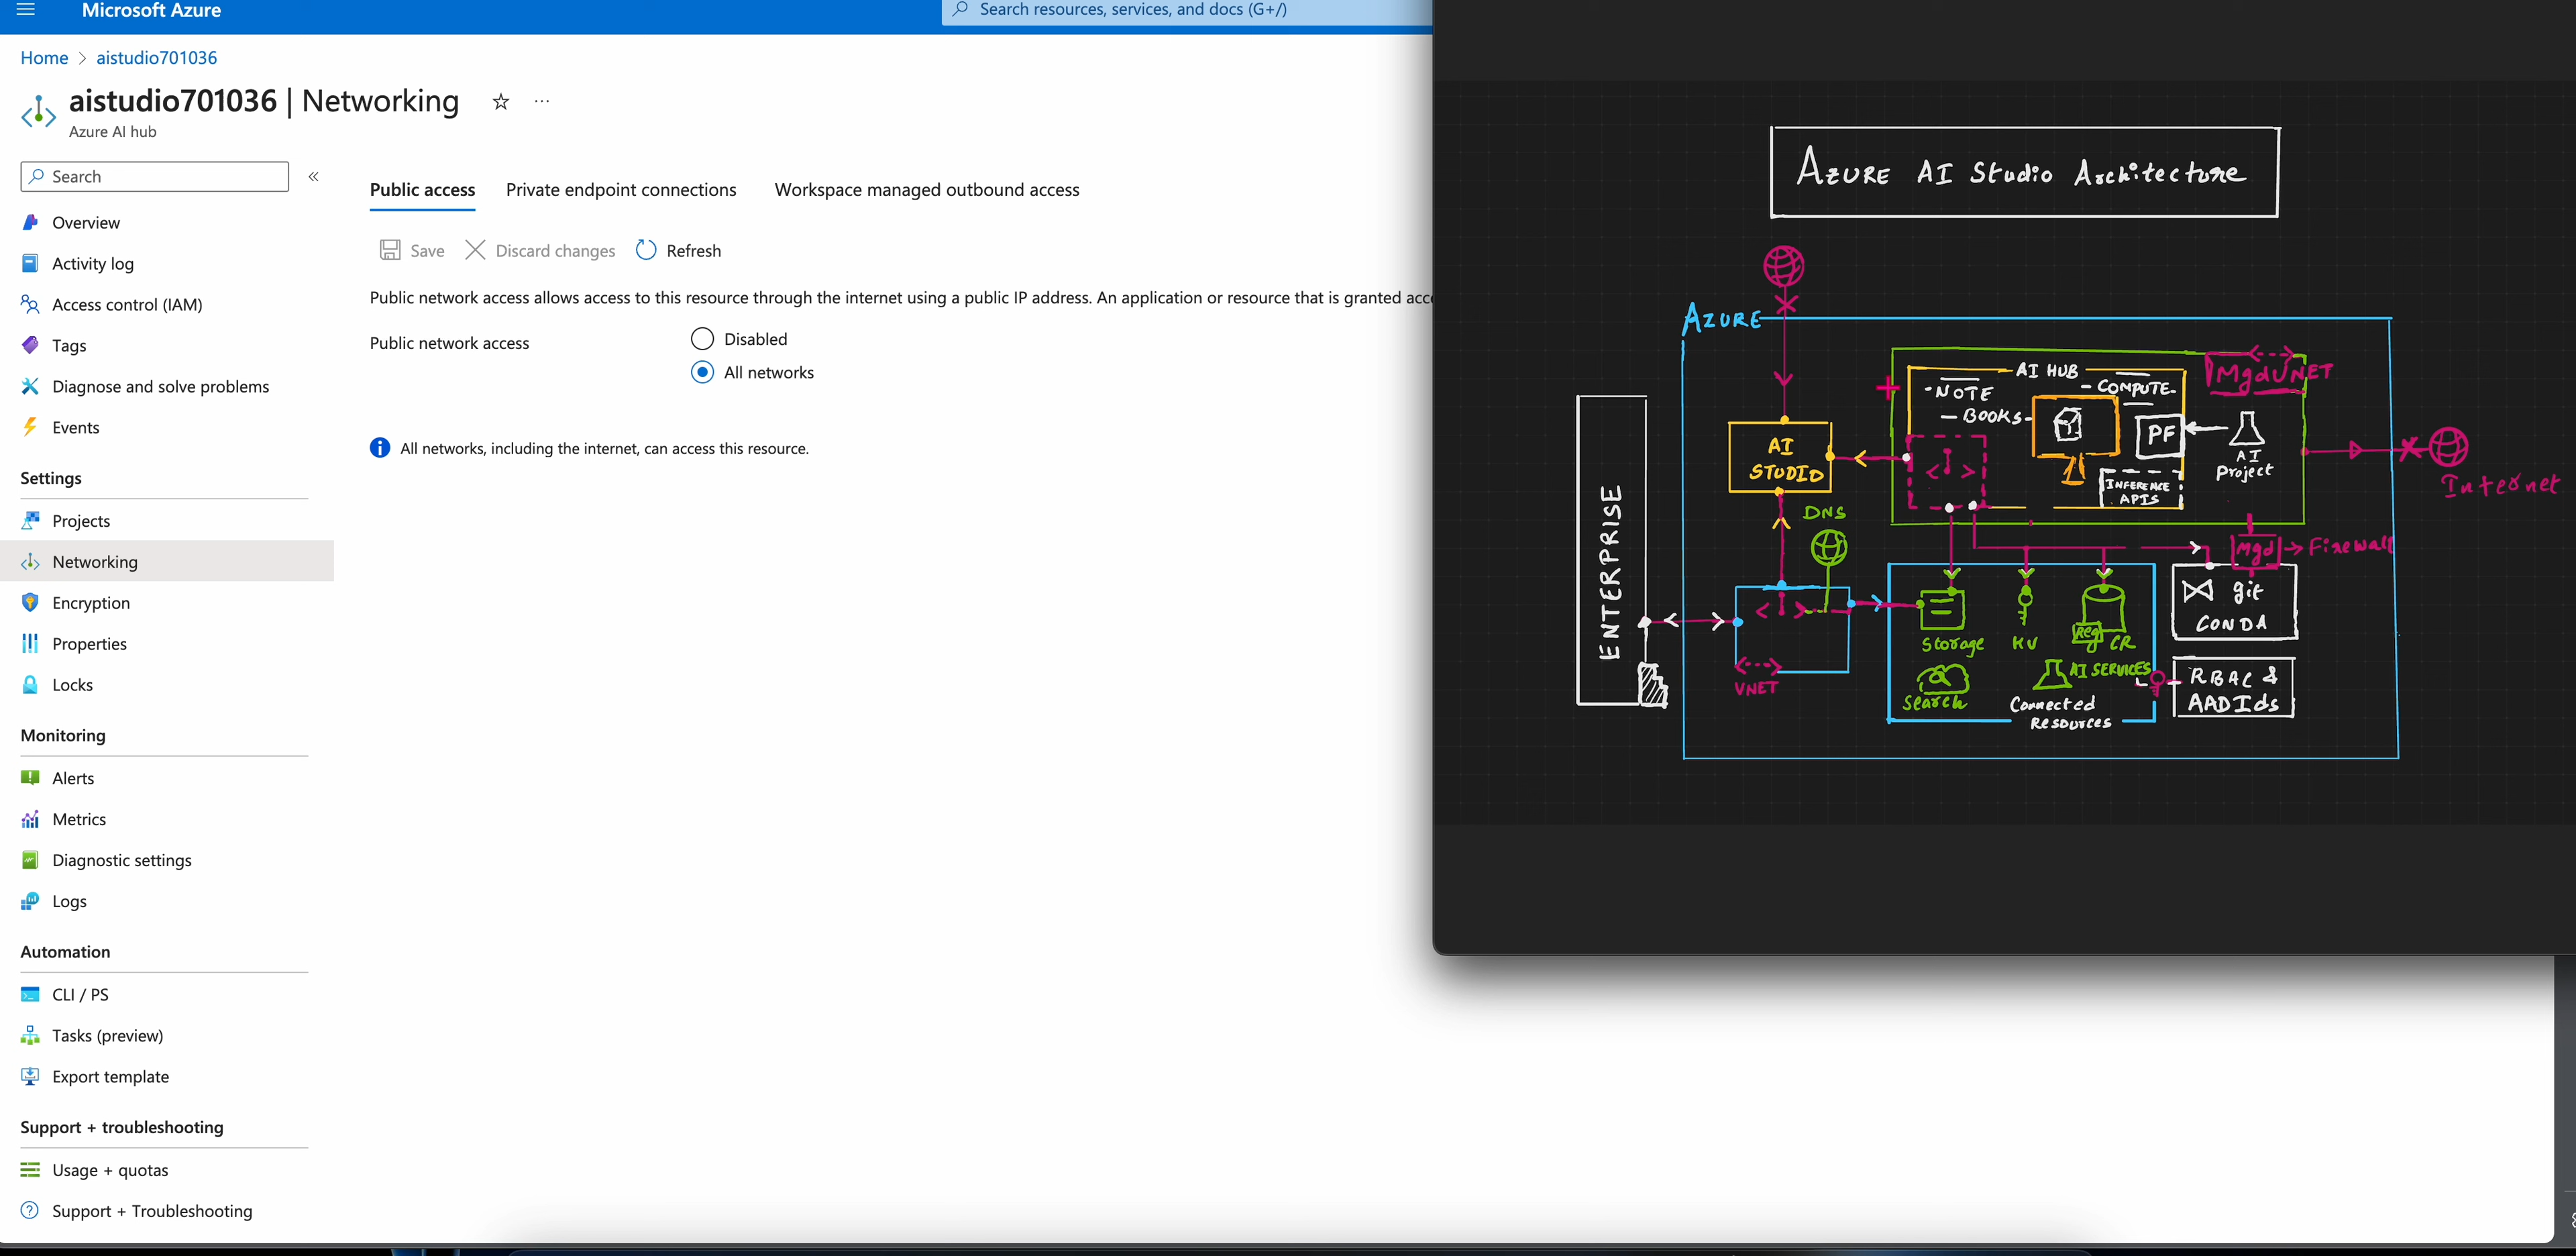 Microsoft Azure
Search resources, services, and docs (G+/)
Home > aistudio701036
aistudio701036 | Networking
Azure AI hub
Search
Overview
Activity log
Access control (IAM)
Tags
Diagnose and solve problems
Events
Settings
Projects
Networking
Encryption
Properties
Locks
Monitoring
Alerts
Metrics
Diagnostic settings
Logs
Automation
CLI / PS
Tasks (preview)
Export template
Support + troubleshooting
Usage + quotas
Support + Troubleshooting
Public access
Private endpoint connections
Workspace managed outbound access
Save
Discard changes
Refresh
Public network access allows access to this resource through the internet using a public IP address. An application or resource that is granted acc
Public network access
Disabled
All networks
All networks, including the internet, can access this resource.
AZURE AI Studio Architecture
AZURE
ENTERPRISE
AI
STUDIO
AI HUB
- NOTE
- BOOKS -
- COMPUTE -
PF
INFERENCE
APIS
AI
Project
Mgd VNET
Internet
DNS
Mgd -> Firewall
VNET
Storage
KV
Reg CR
Search
AI SERVICES
Connected
Resources
git
CONDA
RBAC &
AADIds